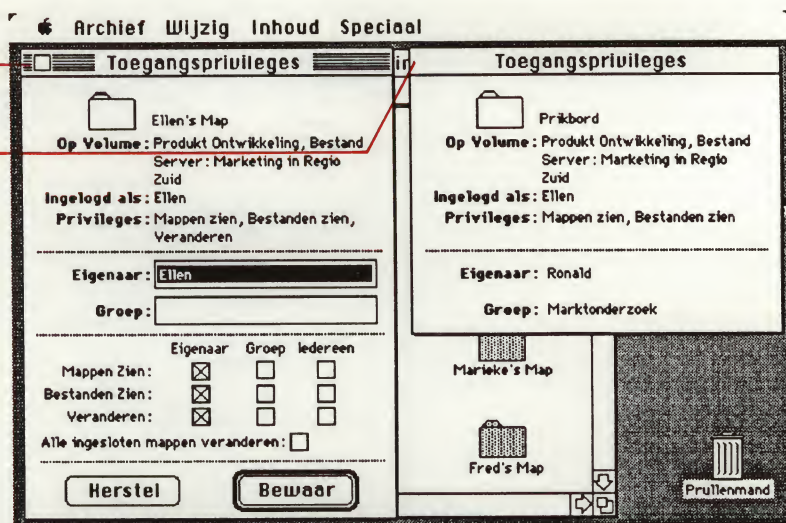 Archief Wijzig Inhoud Speciaal
Toegangsprivileges
Ellen's Map
Op Volume: Produkt Ontwikkeling, Bestand
Server: Marketing in Regio
Zuid
Ingelogd als: Ellen
Privileges: Mappen zien, Bestanden zien,
Veranderen
Eigenaar: Ellen
Groep:
Eigenaar Groep Iedereen
Mappen Zien:
Bestanden Zien:
Veranderen:
Alle ingesloten mappen veranderen:
Herstel Bewaar
Toegangsprivileges
Prikbord
Op Volume: Produkt Ontwikkeling, Bestand
Server: Marketing in Regio
Zuid
Ingelogd als: Ellen
Privileges: Mappen zien, Bestanden zien
Eigenaar: Ronald
Groep: Marktonderzoek
Marieke's Map
Fred's Map
Prullenmand